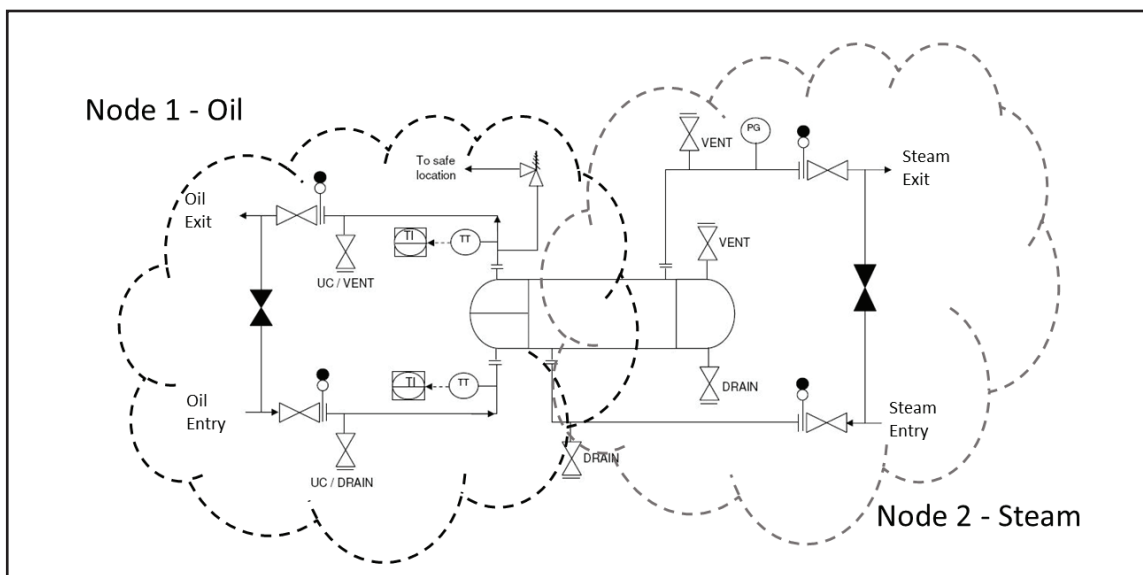 Node 1 - Oil
To safe
location
Oil
Exit
TI
TT
UC / VENT
TI
TT
Oil
Entry
UC / DRAIN
VENT
PG
Steam
Exit
VENT
DRAIN
Steam
Entry
DRAIN
Node 2 - Steam